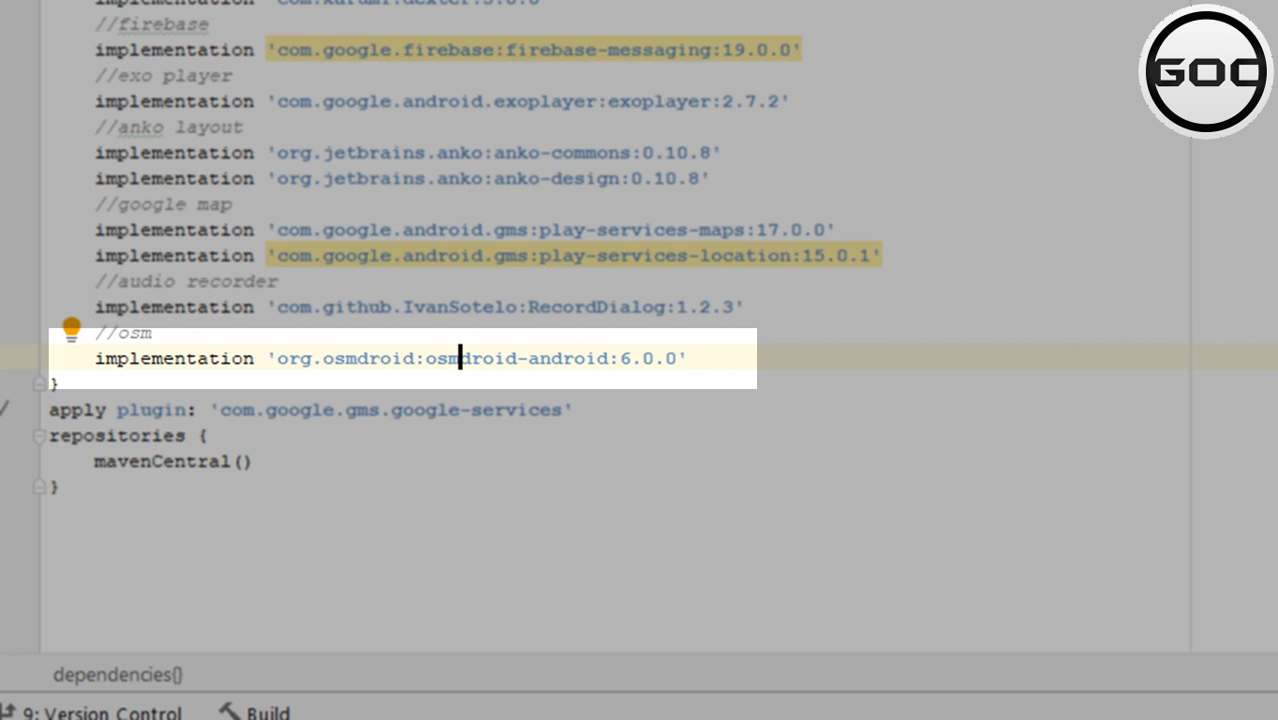 //firebase
implementation 'com.google.firebase:firebase-messaging:19.0.0'
//exo player
implementation 'com.google.android.exoplayer:exoplayer:2.7.2'
//anko layout
implementation 'org.jetbrains.anko:anko-commons:0.10.8'
implementation 'org.jetbrains.anko:anko-design:0.10.8'
//google map
implementation 'com.google.android.gms:play-services-maps:17.0.0'
implementation 'com.google.android.gms:play-services-location:15.0.1'
//audio recorder
implementation 'com.github.IvanSotelo:RecordDialog:1.2.3'
//osm
implementation 'org.osmdroid:osmdroid-android:6.0.0'
}
apply plugin: 'com.google.gms.google-services'
repositories {
mavenCentral()
}
dependencies{}
9: Version Control Build
GOC